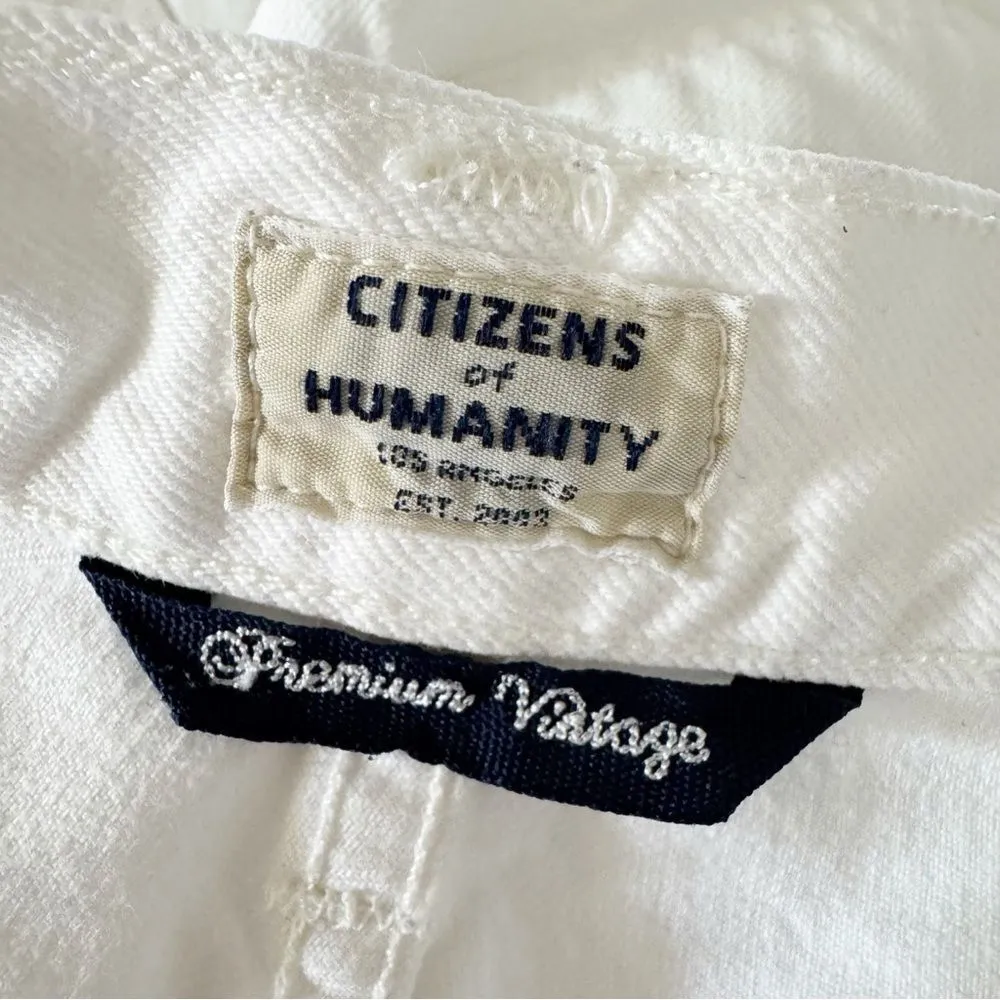 CITIZENS
of
HUMANITY
LOS ANGELES
EST. 2003
Premium Vintage